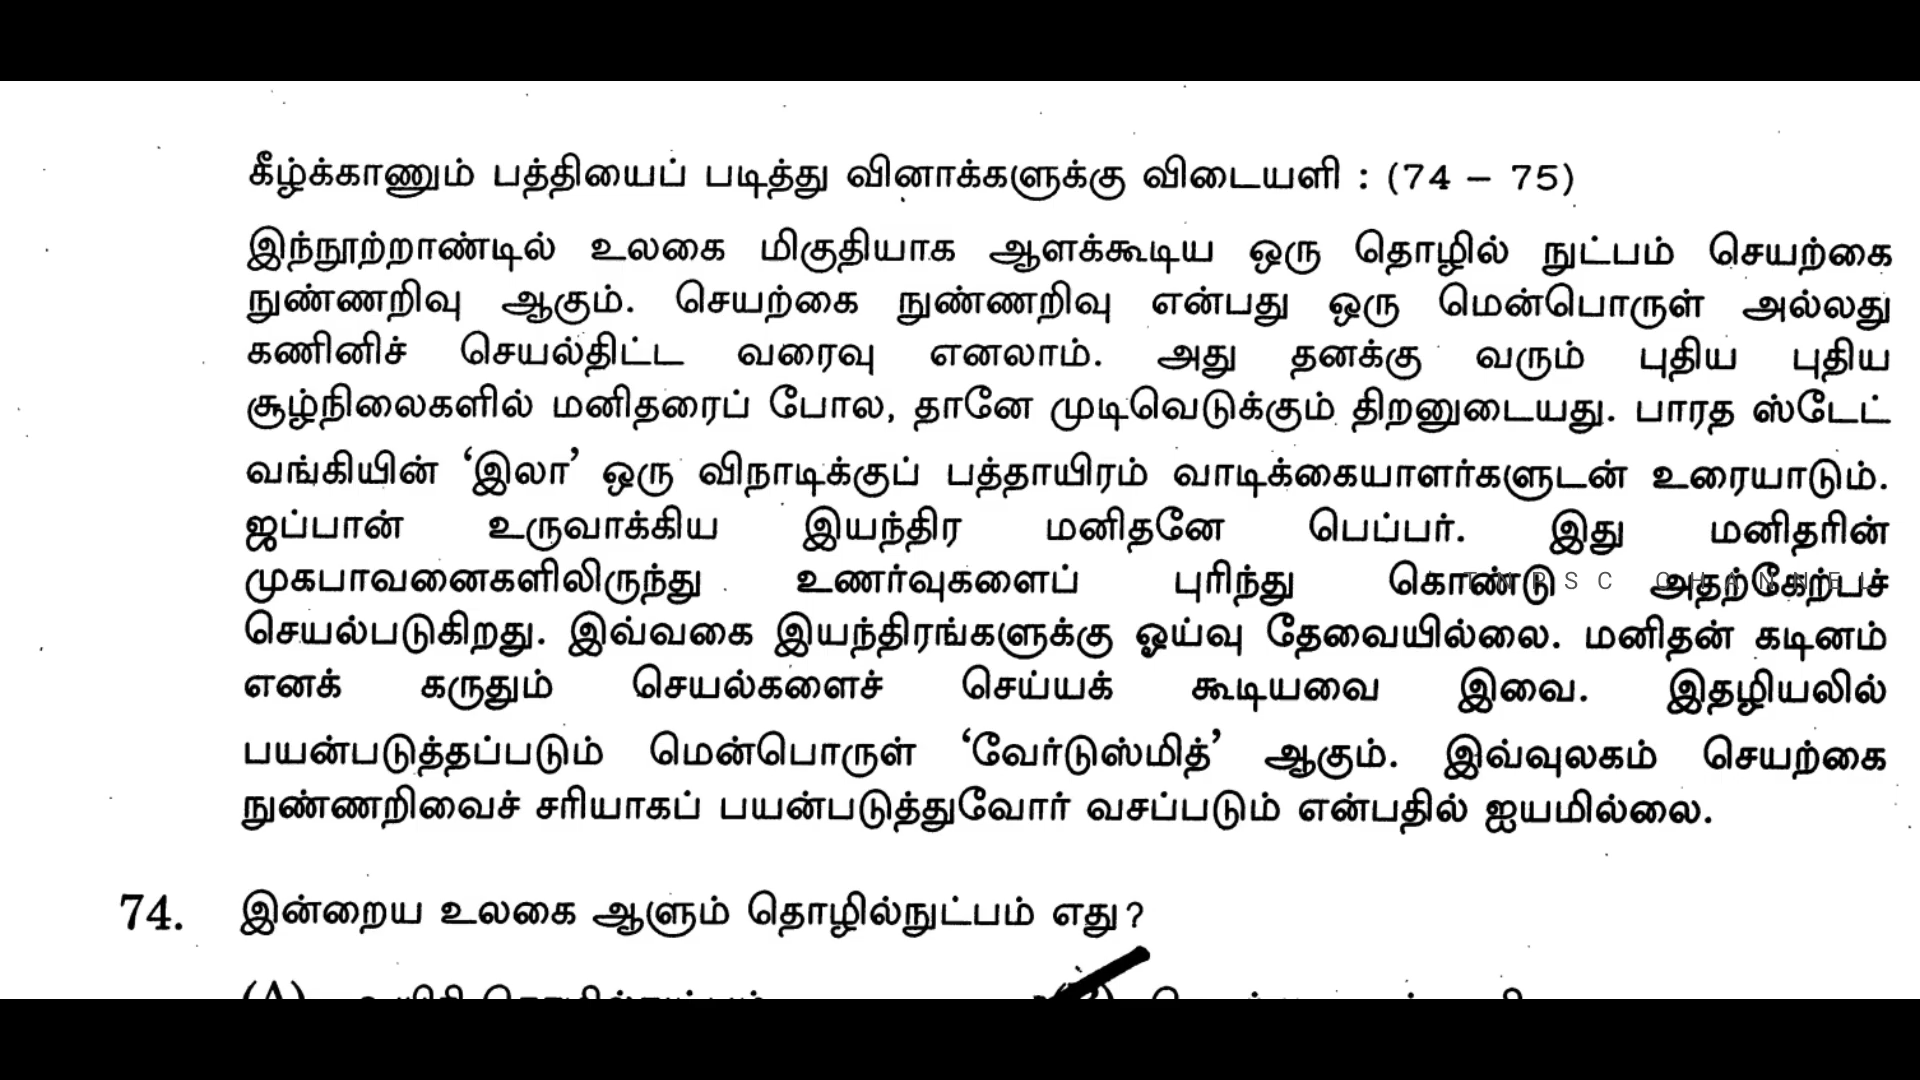 கீழ்க்காணும் பத்தியைப் படித்து வினாக்களுக்கு விடையளி : (74 – 75)
இந்நூற்றாண்டில் உலகை மிகுதியாக ஆளக்கூடிய ஒரு தொழில் நுட்பம் செயற்கை
நுண்ணறிவு ஆகும். செயற்கை நுண்ணறிவு என்பது ஒரு மென்பொருள் அல்லது
கணினிச் செயல்திட்ட வரைவு எனலாம். அது தனக்கு வரும் புதிய புதிய
சூழ்நிலைகளில் மனிதரைப் போல, தானே முடிவெடுக்கும் திறனுடையது. பாரத ஸ்டேட்
வங்கியின் ‘இலா’ ஒரு விநாடிக்குப் பத்தாயிரம் வாடிக்கையாளர்களுடன் உரையாடும்.
ஜப்பான் உருவாக்கிய இயந்திர மனிதனே பெப்பர். இது மனிதரின்
முகபாவனைகளிலிருந்து உணர்வுகளைப் புரிந்து கொண்டு அதற்கேற்பச்
TNPSC CHANNEL
செயல்படுகிறது. இவ்வகை இயந்திரங்களுக்கு ஓய்வு தேவையில்லை. மனிதன் கடினம்
எனக் கருதும் செயல்களைச் செய்யக் கூடியவை இவை. இதழியலில்
பயன்படுத்தப்படும் மென்பொருள் ‘வேர்டுஸ்மித்’ ஆகும். இவ்வுலகம் செயற்கை
நுண்ணறிவைச் சரியாகப் பயன்படுத்துவோர் வசப்படும் என்பதில் ஐயமில்லை.
74. இன்றைய உலகை ஆளும் தொழில்நுட்பம் எது?
(A)